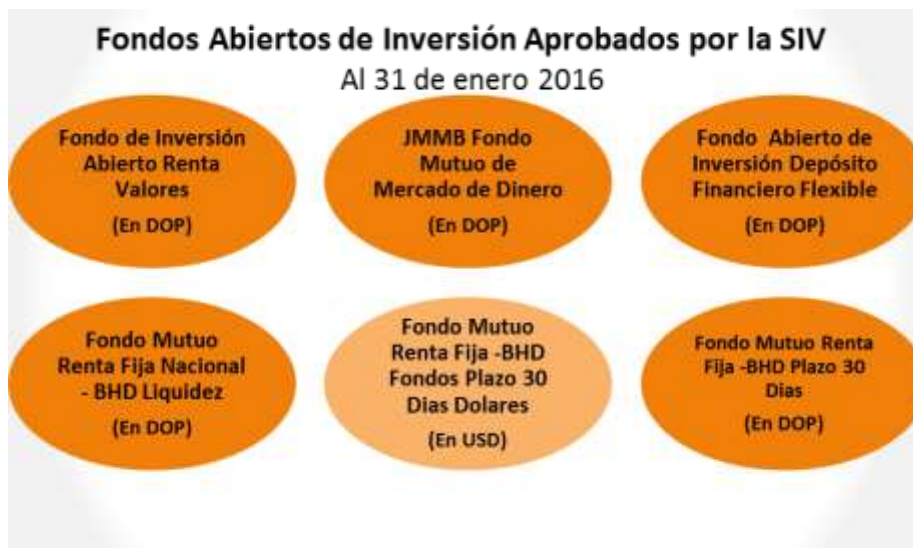 Fondos Abiertos de Inversión Aprobados por la SIV
Al 31 de enero 2016
Fondo de Inversión
Abierto Renta
Valores
(En DOP)
JMMB Fondo
Mutuo de
Mercado de Dinero
(En DOP)
Fondo Abierto de
Inversión Depósito
Financiero Flexible
(En DOP)
Fondo Mutuo
Renta Fija Nacional
- BHD Liquidez
(En DOP)
Fondo Mutuo
Renta Fija -BHD
Fondos Plazo 30
Dias Dolares
(En USD)
Fondo Mutuo Renta
Fija -BHD Plazo 30
Dias
(En DOP)